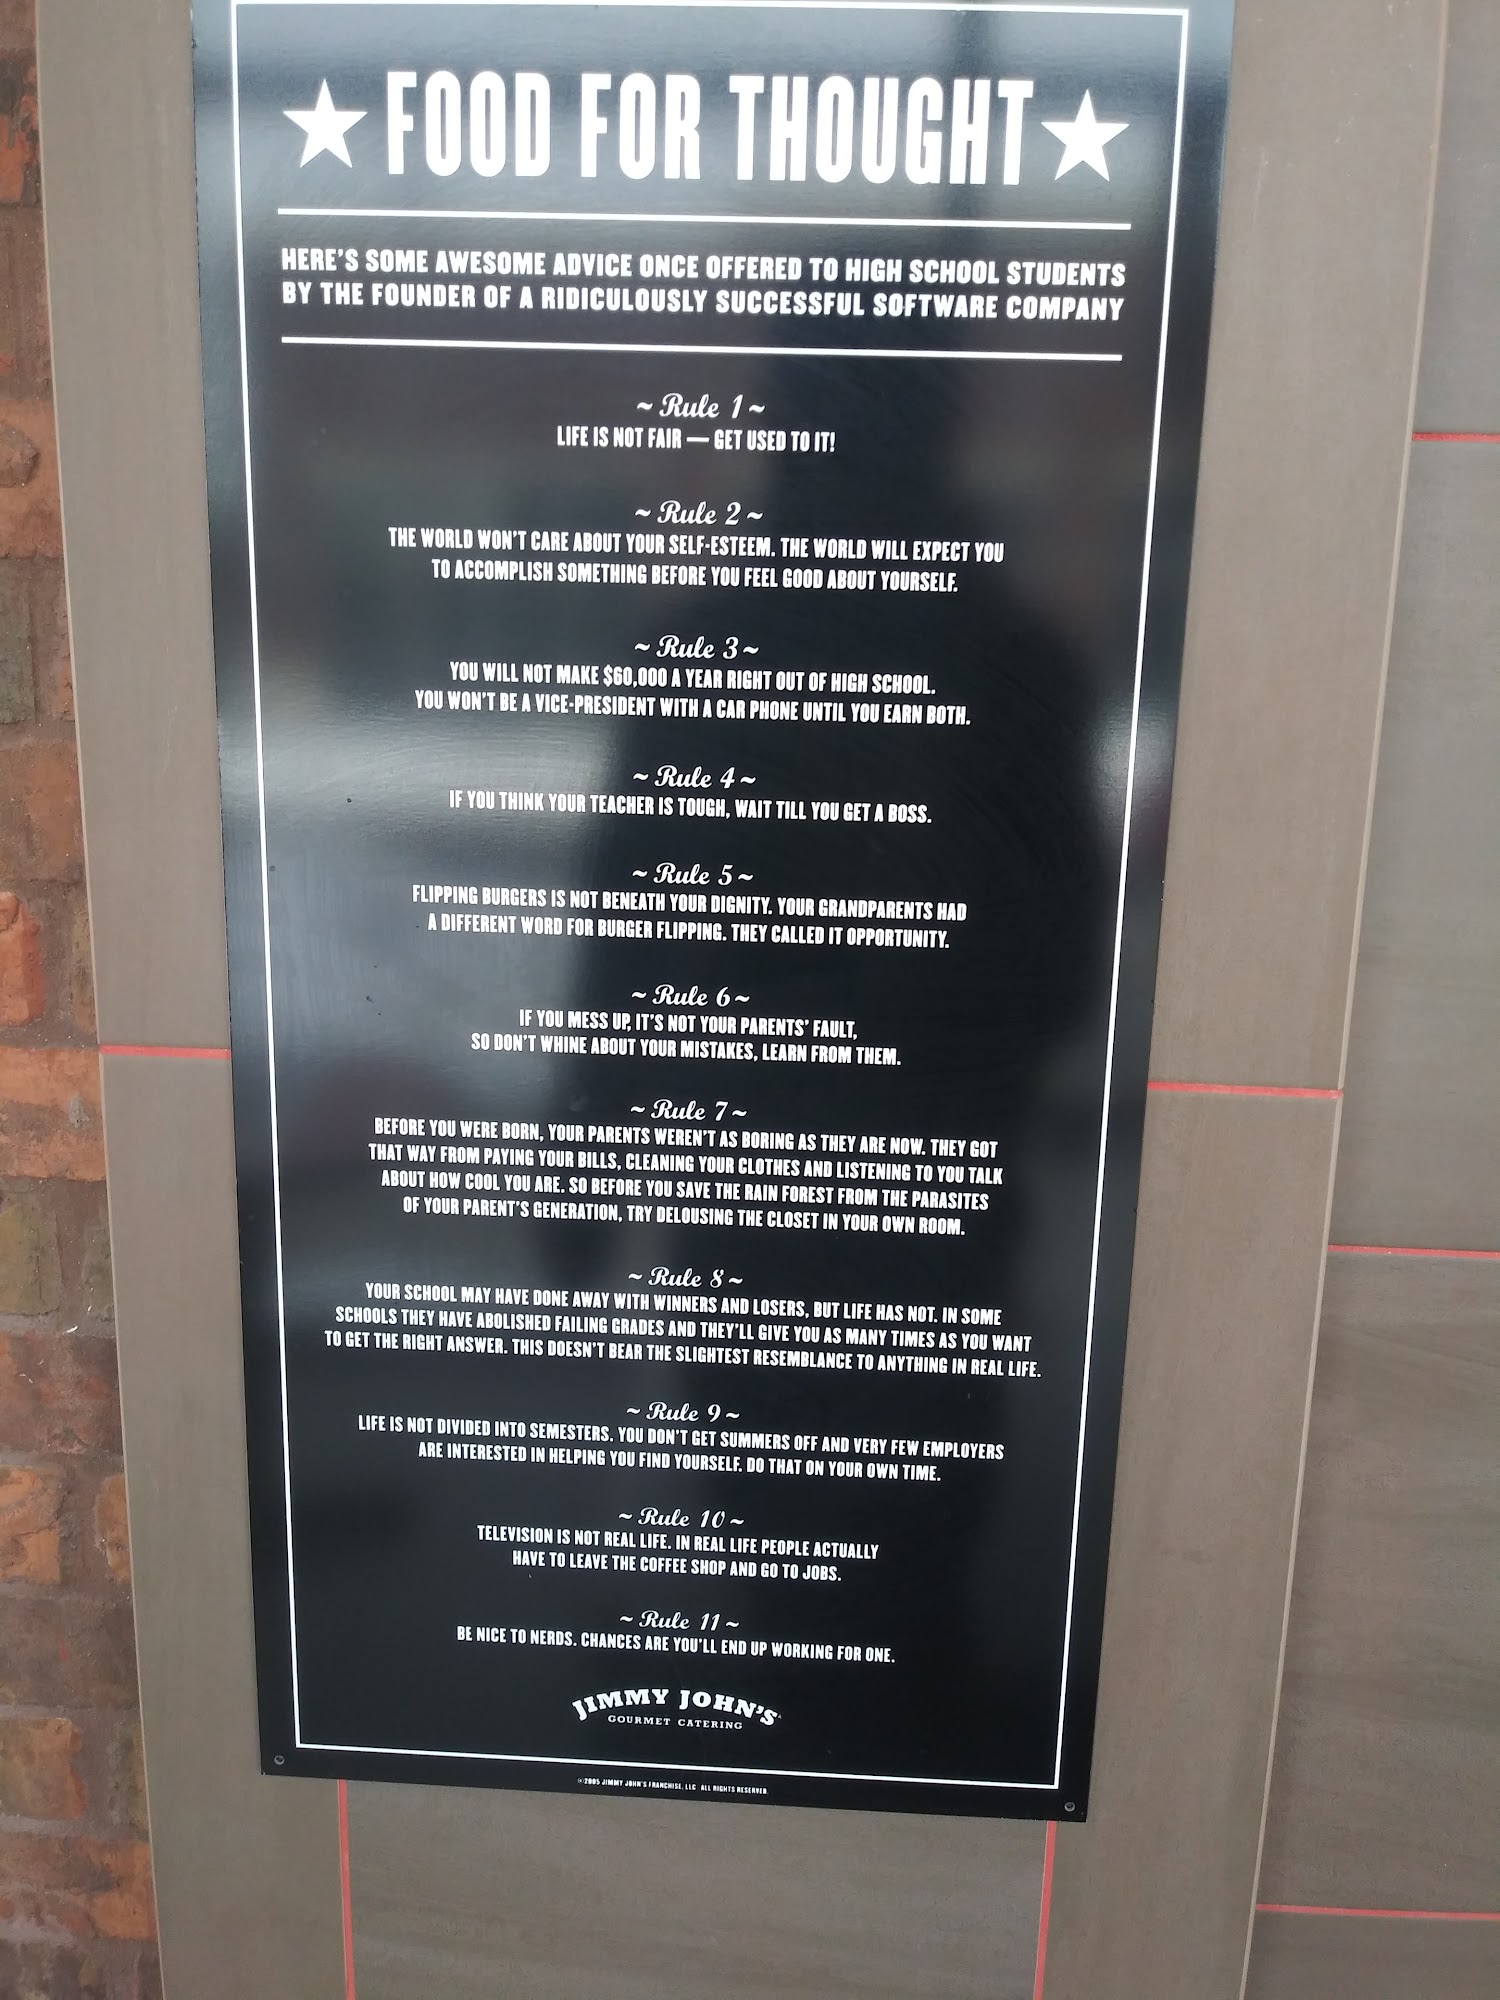 ★ FOOD FOR THOUGHT ★
HERE'S SOME AWESOME ADVICE ONCE OFFERED TO HIGH SCHOOL STUDENTS
BY THE FOUNDER OF A RIDICULOUSLY SUCCESSFUL SOFTWARE COMPANY
~ Rule 1 ~
LIFE IS NOT FAIR — GET USED TO IT!
~ Rule 2 ~
THE WORLD WON'T CARE ABOUT YOUR SELF-ESTEEM. THE WORLD WILL EXPECT YOU
TO ACCOMPLISH SOMETHING BEFORE YOU FEEL GOOD ABOUT YOURSELF.
~ Rule 3 ~
YOU WILL NOT MAKE $60,000 A YEAR RIGHT OUT OF HIGH SCHOOL.
YOU WON'T BE A VICE-PRESIDENT WITH A CAR PHONE UNTIL YOU EARN BOTH.
~ Rule 4 ~
IF YOU THINK YOUR TEACHER IS TOUGH, WAIT TILL YOU GET A BOSS.
~ Rule 5 ~
FLIPPING BURGERS IS NOT BENEATH YOUR DIGNITY. YOUR GRANDPARENTS HAD
A DIFFERENT WORD FOR BURGER FLIPPING. THEY CALLED IT OPPORTUNITY.
~ Rule 6 ~
IF YOU MESS UP, IT'S NOT YOUR PARENTS' FAULT,
SO DON'T WHINE ABOUT YOUR MISTAKES, LEARN FROM THEM.
~ Rule 7 ~
BEFORE YOU WERE BORN, YOUR PARENTS WEREN'T AS BORING AS THEY ARE NOW. THEY GOT
THAT WAY FROM PAYING YOUR BILLS, CLEANING YOUR CLOTHES AND LISTENING TO YOU TALK
ABOUT HOW COOL YOU ARE. SO BEFORE YOU SAVE THE RAIN FOREST FROM THE PARASITES
OF YOUR PARENT'S GENERATION, TRY DELOUSING THE CLOSET IN YOUR OWN ROOM.
~ Rule 8 ~
YOUR SCHOOL MAY HAVE DONE AWAY WITH WINNERS AND LOSERS, BUT LIFE HAS NOT. IN SOME
SCHOOLS THEY HAVE ABOLISHED FAILING GRADES AND THEY'LL GIVE YOU AS MANY TIMES AS YOU WANT
TO GET THE RIGHT ANSWER. THIS DOESN'T BEAR THE SLIGHTEST RESEMBLANCE TO ANYTHING IN REAL LIFE.
~ Rule 9 ~
LIFE IS NOT DIVIDED INTO SEMESTERS. YOU DON'T GET SUMMERS OFF AND VERY FEW EMPLOYERS
ARE INTERESTED IN HELPING YOU FIND YOURSELF. DO THAT ON YOUR OWN TIME.
~ Rule 10 ~
TELEVISION IS NOT REAL LIFE. IN REAL LIFE PEOPLE ACTUALLY
HAVE TO LEAVE THE COFFEE SHOP AND GO TO JOBS.
~ Rule 11 ~
BE NICE TO NERDS. CHANCES ARE YOU'LL END UP WORKING FOR ONE.
JIMMY JOHN'S
GOURMET CATERING
©2005 JIMMY JOHN'S FRANCHISE, LLC ALL RIGHTS RESERVED.